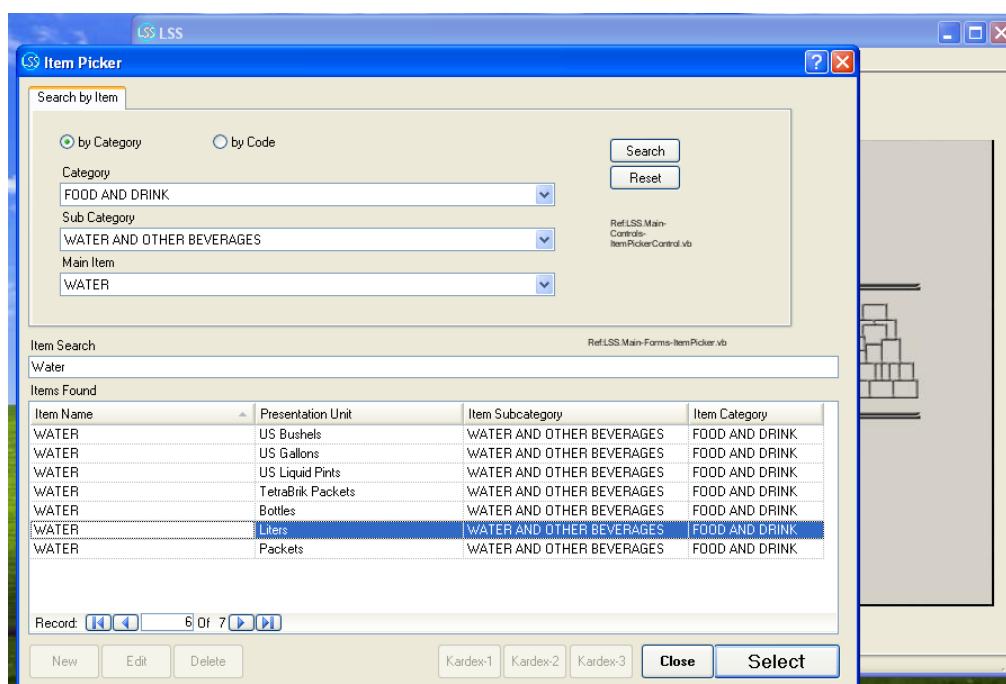 LSS LSS
LSS Item Picker
Search by Item
by Category by Code
Search
Category
Reset
FOOD AND DRINK
Sub Category
Ref:LSS.Main-
Controls-
ItemPickerControl.vb
WATER AND OTHER BEVERAGES
Main Item
WATER
Item Search Ref:LSS.Main-Forms-ItemPicker.vb
Water
Items Found
Item Name Presentation Unit Item Subcategory Item Category
WATER US Bushels WATER AND OTHER BEVERAGES FOOD AND DRINK
WATER US Gallons WATER AND OTHER BEVERAGES FOOD AND DRINK
WATER US Liquid Pints WATER AND OTHER BEVERAGES FOOD AND DRINK
WATER TetraBrik Packets WATER AND OTHER BEVERAGES FOOD AND DRINK
WATER Bottles WATER AND OTHER BEVERAGES FOOD AND DRINK
WATER Liters WATER AND OTHER BEVERAGES FOOD AND DRINK
WATER Packets WATER AND OTHER BEVERAGES FOOD AND DRINK
Record: 6 Of 7
New Edit Delete Kardex-1 Kardex-2 Kardex-3 Close Select